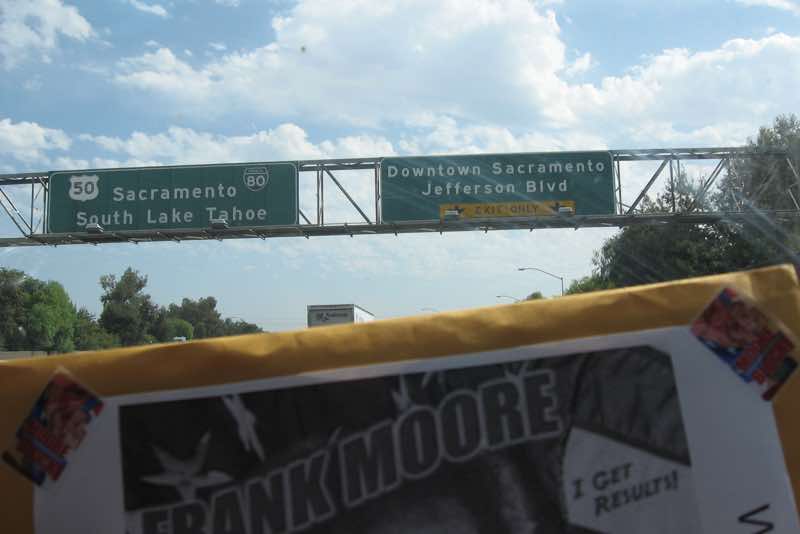 50
Sacramento
80
South Lake Tahoe
Downtown Sacramento
Jefferson Blvd
EXIT ONLY
FRANK MOORE
I GET
RESULTS!